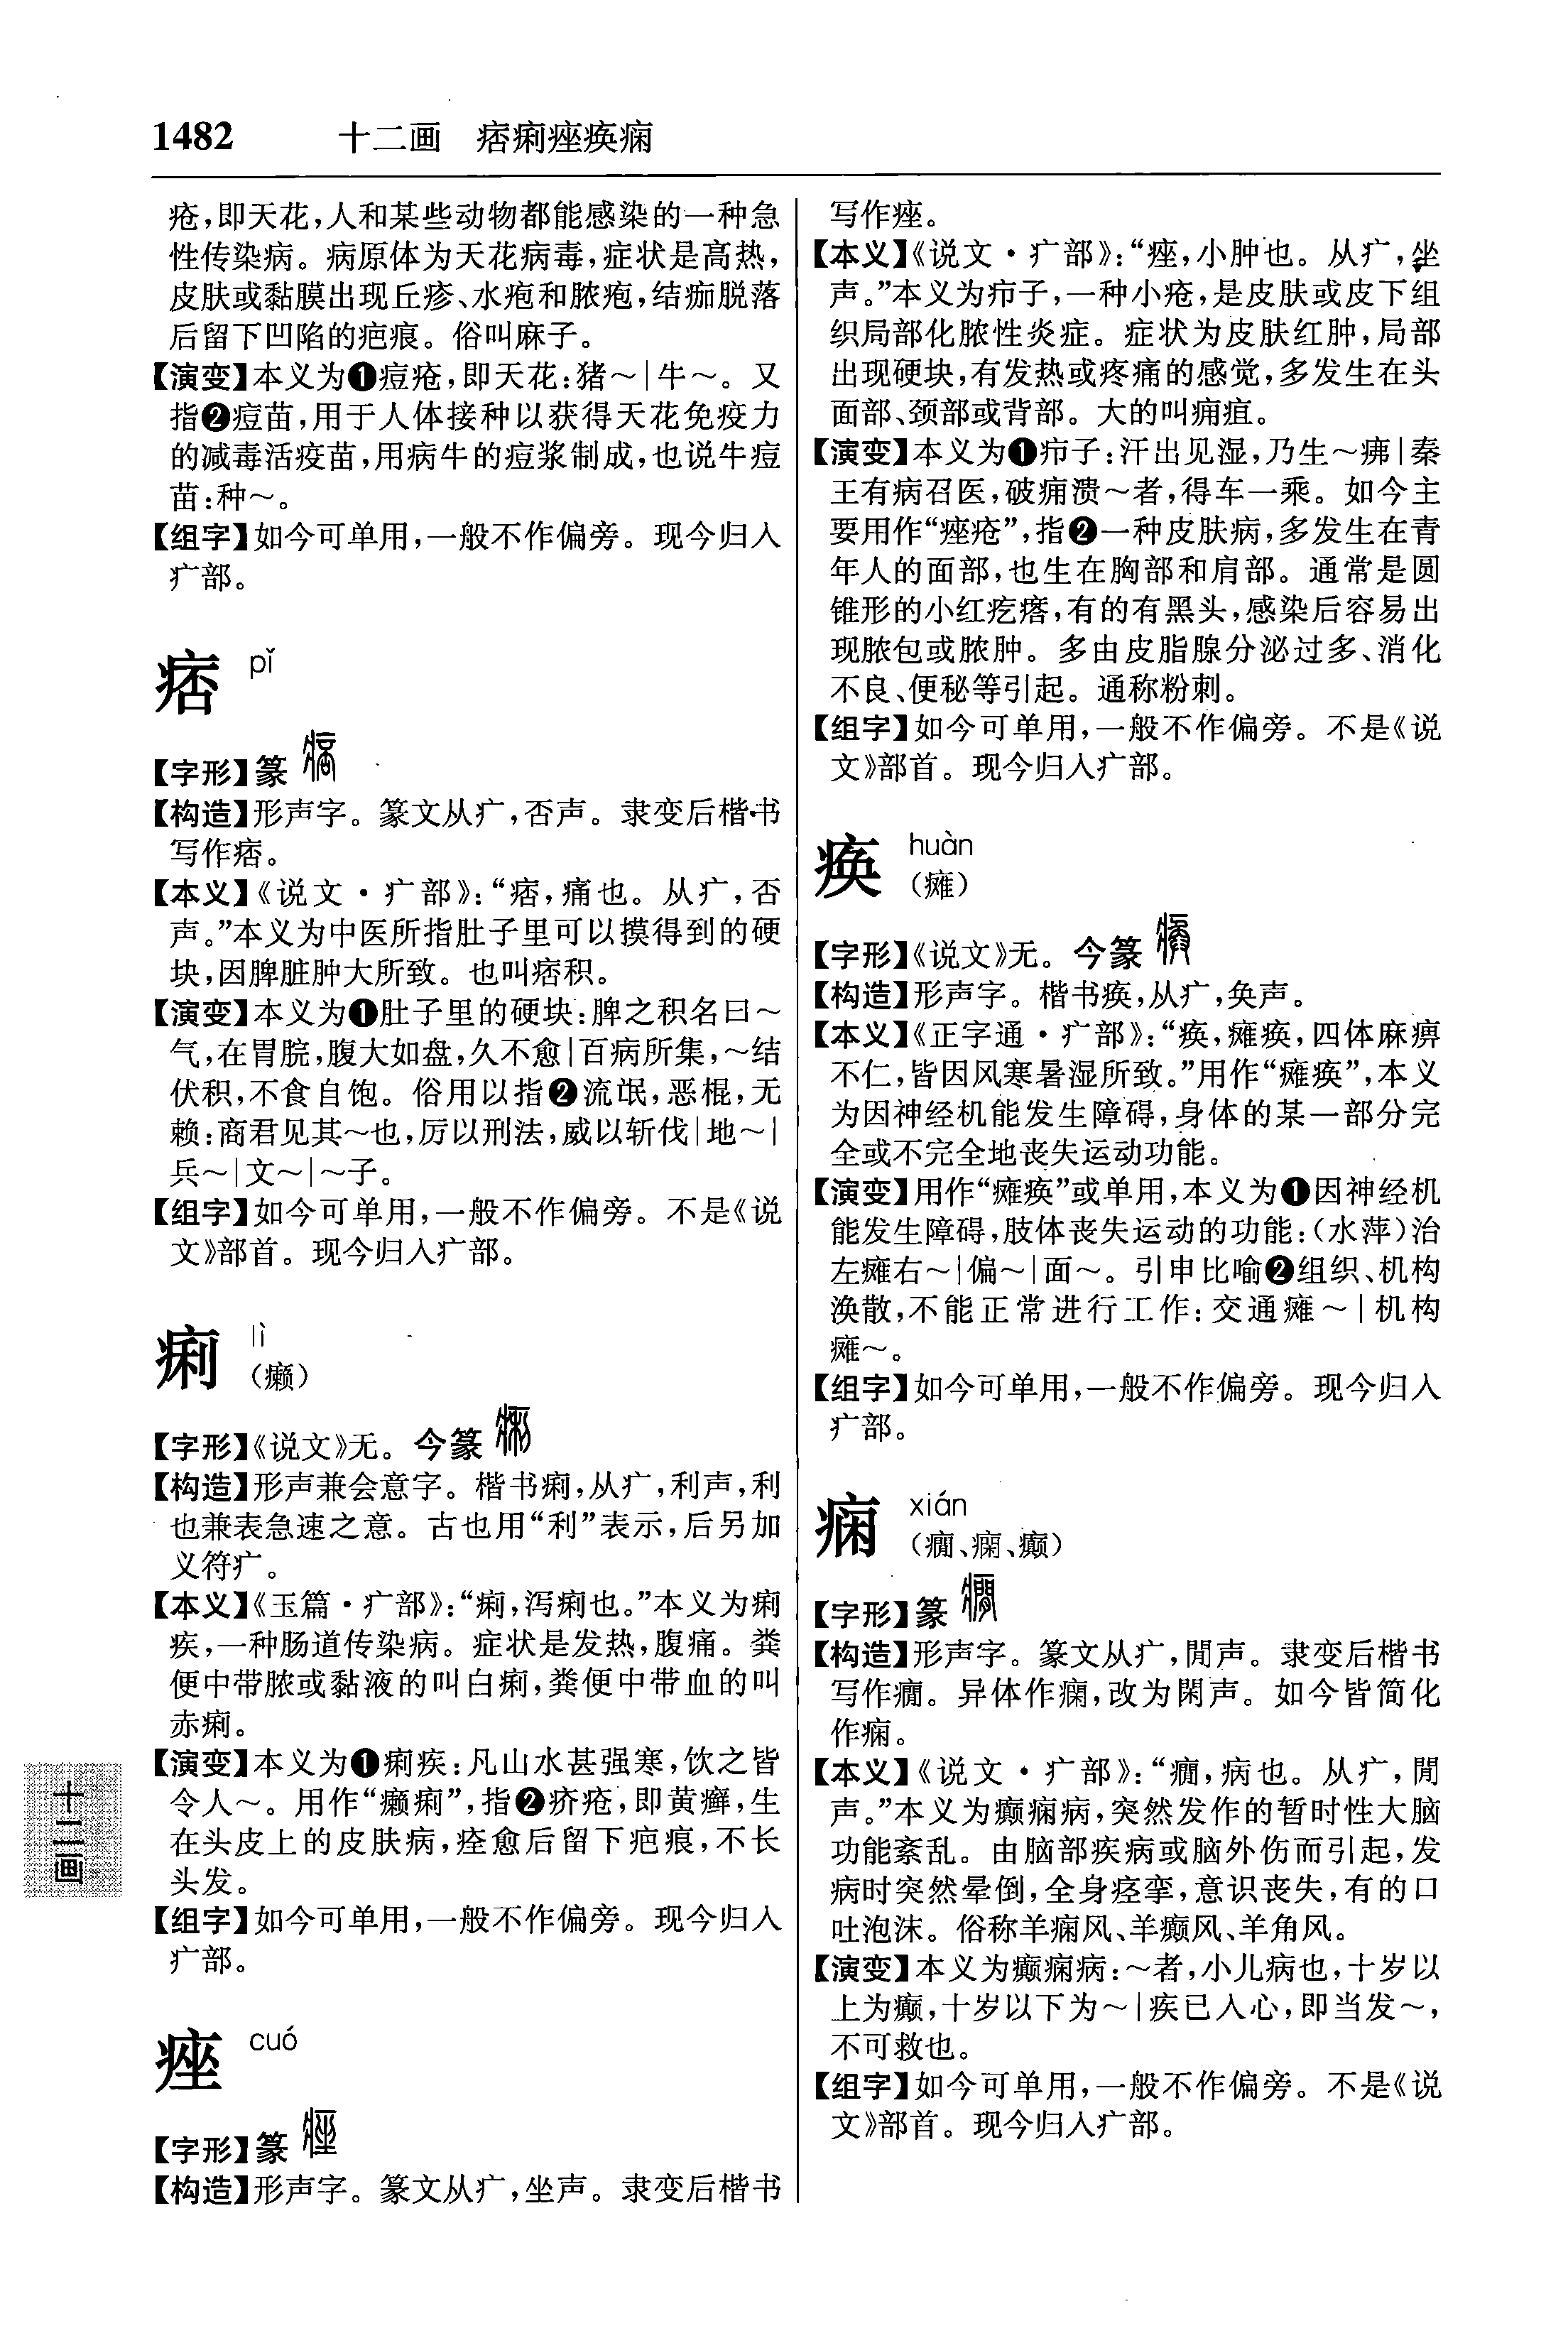 1482 十二画 痞痢痤痪痫
疮,即天花,人和某些动物都能感染的一种急
性传染病。病原体为天花病毒,症状是高热,
皮肤或黏膜出现丘疹、水疱和脓疱,结痂脱落
后留下凹陷的疤痕。俗叫麻子。
【演变】本义为❶痘疮,即天花:猪～|牛～。又
指❷痘苗,用于人体接种以获得天花免疫力
的减毒活疫苗,用病牛的痘浆制成,也说牛痘
苗:种～。
【组字】如今可单用,一般不作偏旁。现今归入
疒部。
痞 pǐ
【字形】篆
【构造】形声字。篆文从疒,否声。隶变后楷书
写作痞。
【本义】《说文·疒部》:“痞,痛也。从疒,否
声。”本义为中医所指肚子里可以摸得到的硬
块,因脾脏肿大所致。也叫痞积。
【演变】本义为❶肚子里的硬块:脾之积名曰～
气,在胃脘,腹大如盘,久不愈|百病所集,～结
伏积,不食自饱。俗用以指❷流氓,恶棍,无
赖:商君见其～也,厉以刑法,威以斩伐|地～|
兵～|文～|～子。
【组字】如今可单用,一般不作偏旁。不是《说
文》部首。现今归入疒部。
痢 lì
(癞)
【字形】《说文》无。今篆
【构造】形声兼会意字。楷书痢,从疒,利声,利
也兼表急速之意。古也用“利”表示,后另加
义符疒。
【本义】《玉篇·疒部》:“痢,泻痢也。”本义为痢
疾,一种肠道传染病。症状是发热,腹痛。粪
便中带脓或黏液的叫白痢,粪便中带血的叫
赤痢。
【演变】本义为❶痢疾:凡山水甚强寒,饮之皆
令人～。用作“癞痢”,指❷疥疮,即黄癣,生
在头皮上的皮肤病,痊愈后留下疤痕,不长
头发。
【组字】如今可单用,一般不作偏旁。现今归入
疒部。
痤 cuó
【字形】篆
【构造】形声字。篆文从疒,坐声。隶变后楷书
十二画
写作痤。
【本义】《说文·疒部》:“痤,小肿也。从疒,坐
声。”本义为疖子,一种小疮,是皮肤或皮下组
织局部化脓性炎症。症状为皮肤红肿,局部
出现硬块,有发热或疼痛的感觉,多发生在头
面部、颈部或背部。大的叫痈疽。
【演变】本义为❶疖子:汗出见湿,乃生～疿|秦
王有病召医,破痈溃～者,得车一乘。如今主
要用作“痤疮”,指❷一种皮肤病,多发生在青
年人的面部,也生在胸部和肩部。通常是圆
锥形的小红疙瘩,有的有黑头,感染后容易出
现脓包或脓肿。多由皮脂腺分泌过多、消化
不良、便秘等引起。通称粉刺。
【组字】如今可单用,一般不作偏旁。不是《说
文》部首。现今归入疒部。
痪 huàn
(瘫)
【字形】《说文》无。今篆
【构造】形声字。楷书痪,从疒,奂声。
【本义】《正字通·疒部》:“痪,瘫痪,四体麻痹
不仁,皆因风寒暑湿所致。”用作“瘫痪”,本义
为因神经机能发生障碍,身体的某一部分完
全或不完全地丧失运动功能。
【演变】用作“瘫痪”或单用,本义为❶因神经机
能发生障碍,肢体丧失运动的功能:(水萍)治
左瘫右～|偏～|面～。引申比喻❷组织、机构
涣散,不能正常进行工作:交通瘫～|机构
瘫～。
【组字】如今可单用,一般不作偏旁。现今归入
疒部。
痫 xián
(癇、癎、癫)
【字形】篆
【构造】形声字。篆文从疒,閒声。隶变后楷书
写作癇。异体作癎,改为閑声。如今皆简化
作痫。
【本义】《说文·疒部》:“癇,病也。从疒,閒
声。”本义为癫痫病,突然发作的暂时性大脑
功能紊乱。由脑部疾病或脑外伤而引起,发
病时突然晕倒,全身痉挛,意识丧失,有的口
吐泡沫。俗称羊痫风、羊癫风、羊角风。
【演变】本义为癫痫病:～者,小儿病也,十岁以
上为癫,十岁以下为～|疾已入心,即当发～,
不可救也。
【组字】如今可单用,一般不作偏旁。不是《说
文》部首。现今归入疒部。